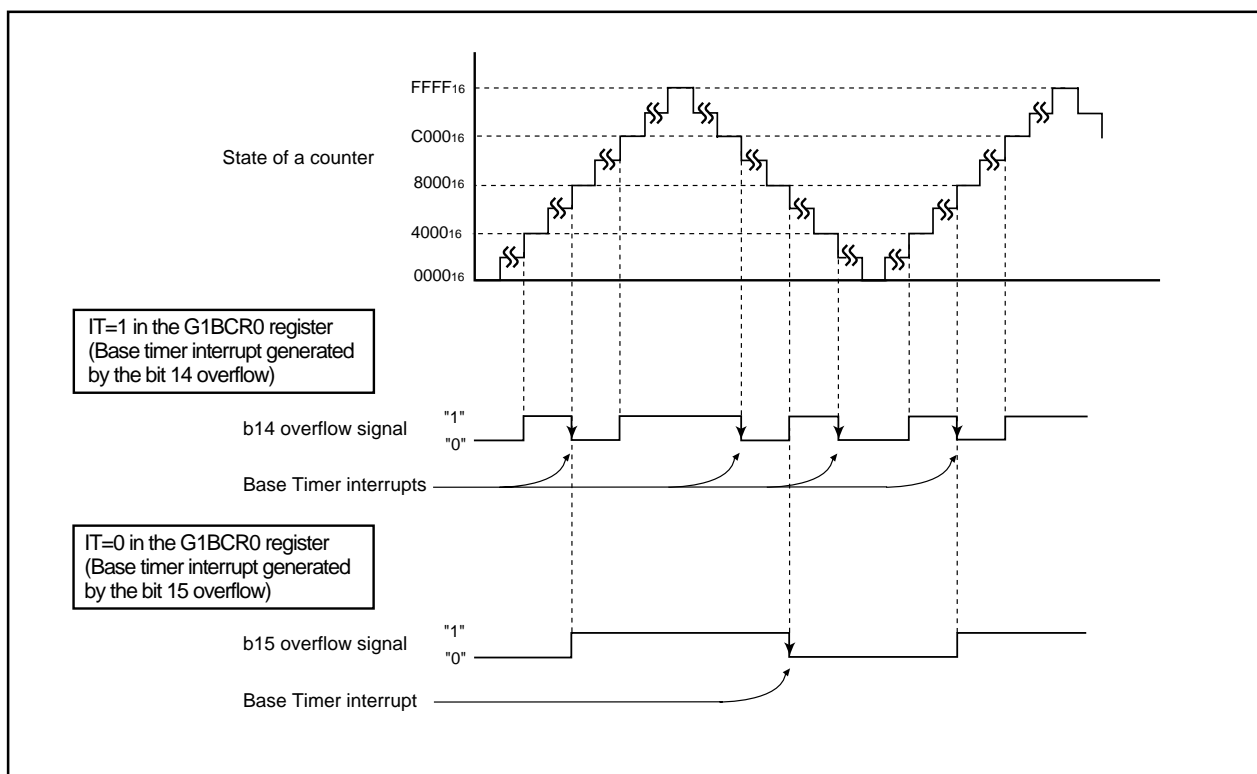 FFFF16
C00016
State of a counter
800016
400016
000016
IT=1 in the G1BCR0 register
(Base timer interrupt generated
by the bit 14 overflow)
b14 overflow signal
"1"
"0"
Base Timer interrupts
IT=0 in the G1BCR0 register
(Base timer interrupt generated
by the bit 15 overflow)
b15 overflow signal
"1"
"0"
Base Timer interrupt